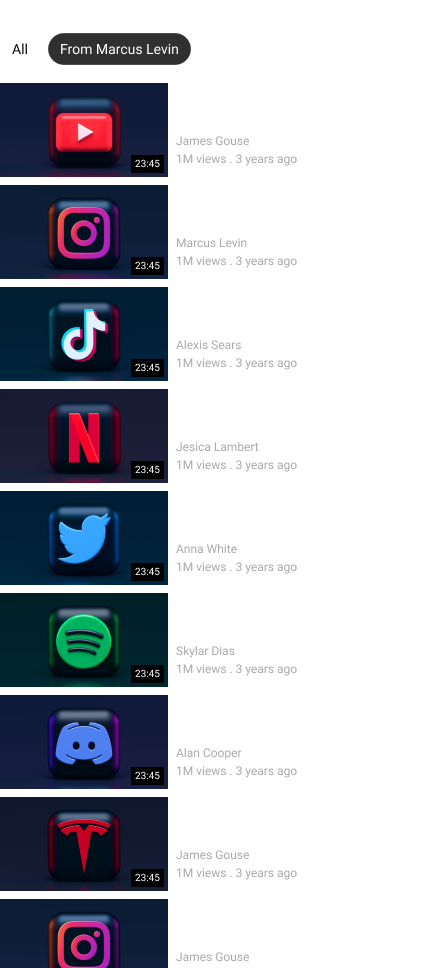 All
From Marcus Levin
23:45
James Gouse
1M views . 3 years ago
23:45
Marcus Levin
1M views . 3 years ago
23:45
Alexis Sears
1M views . 3 years ago
N
23:45
Jesica Lambert
1M views . 3 years ago
23:45
Anna White
1M views . 3 years ago
23:45
Skylar Dias
1M views . 3 years ago
23:45
Alan Cooper
1M views . 3 years ago
23:45
James Gouse
1M views . 3 years ago
James Gouse